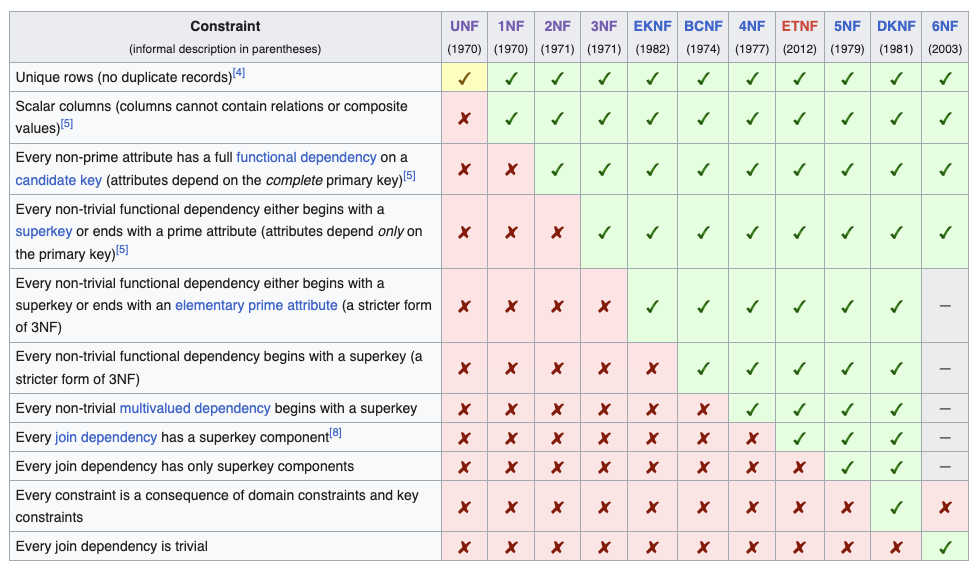 Constraint
(informal description in parentheses)
UNF (1970)
1NF (1970)
2NF (1971)
3NF (1971)
EKNF (1982)
BCNF (1974)
4NF (1977)
ETNF (2012)
5NF (1979)
DKNF (1981)
6NF (2003)
Unique rows (no duplicate records)[4] ✓ ✓ ✓ ✓ ✓ ✓ ✓ ✓ ✓ ✓ ✓
Scalar columns (columns cannot contain relations or composite
values)[5] ✗ ✓ ✓ ✓ ✓ ✓ ✓ ✓ ✓ ✓ ✓
Every non-prime attribute has a full functional dependency on a
candidate key (attributes depend on the complete primary key)[5] ✗ ✗ ✓ ✓ ✓ ✓ ✓ ✓ ✓ ✓ ✓
Every non-trivial functional dependency either begins with a
superkey or ends with a prime attribute (attributes depend only on
the primary key)[5] ✗ ✗ ✗ ✓ ✓ ✓ ✓ ✓ ✓ ✓ ✓
Every non-trivial functional dependency either begins with a
superkey or ends with an elementary prime attribute (a stricter form
of 3NF) ✗ ✗ ✗ ✗ ✓ ✓ ✓ ✓ ✓ ✓ –
Every non-trivial functional dependency begins with a superkey (a
stricter form of 3NF) ✗ ✗ ✗ ✗ ✗ ✓ ✓ ✓ ✓ ✓ –
Every non-trivial multivalued dependency begins with a superkey ✗ ✗ ✗ ✗ ✗ ✗ ✓ ✓ ✓ ✓ –
Every join dependency has a superkey component[8] ✗ ✗ ✗ ✗ ✗ ✗ ✗ ✓ ✓ ✓ –
Every join dependency has only superkey components ✗ ✗ ✗ ✗ ✗ ✗ ✗ ✗ ✓ ✓ –
Every constraint is a consequence of domain constraints and key
constraints ✗ ✗ ✗ ✗ ✗ ✗ ✗ ✗ ✗ ✓ ✗
Every join dependency is trivial ✗ ✗ ✗ ✗ ✗ ✗ ✗ ✗ ✗ ✗ ✓